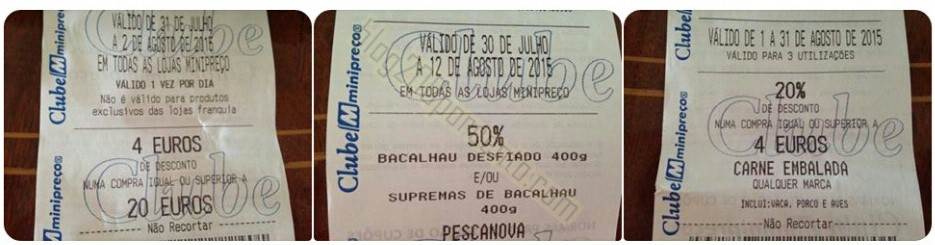 VÁLIDO DE 31 DE JULHO
A 2 DE AGOSTO DE 2015
EM TODAS AS LOJAS MINIPREÇO
VÁLIDO 1 VEZ POR DIA
Não é válido para produtos
exclusivos das lojas franquia
4 EUROS
DE DESCONTO
NUMA COMPRA IGUAL OU SUPERIOR A
20 EUROS
Não Recortar
Clube M minipreço
Clube
VÁLIDO DE 30 DE JULHO
A 12 DE AGOSTO DE 2015
EM TODAS AS LOJAS MINIPREÇO
50%
BACALHAU DESFIADO 400g
E/OU
SUPREMAS DE BACALHAU
400g
PESCANOVA
Clube M minipreço
Clube
VÁLIDO DE 1 A 31 DE AGOSTO DE 2015
VÁLIDO PARA 3 UTILIZAÇÕES
20%
DE DESCONTO
NUMA COMPRA IGUAL OU SUPERIOR A
4 EUROS
CARNE EMBALADA
QUALQUER MARCA
INCLUI:VACA, PORCO E AVES
Não Recortar
Clube M minipreço
Clube